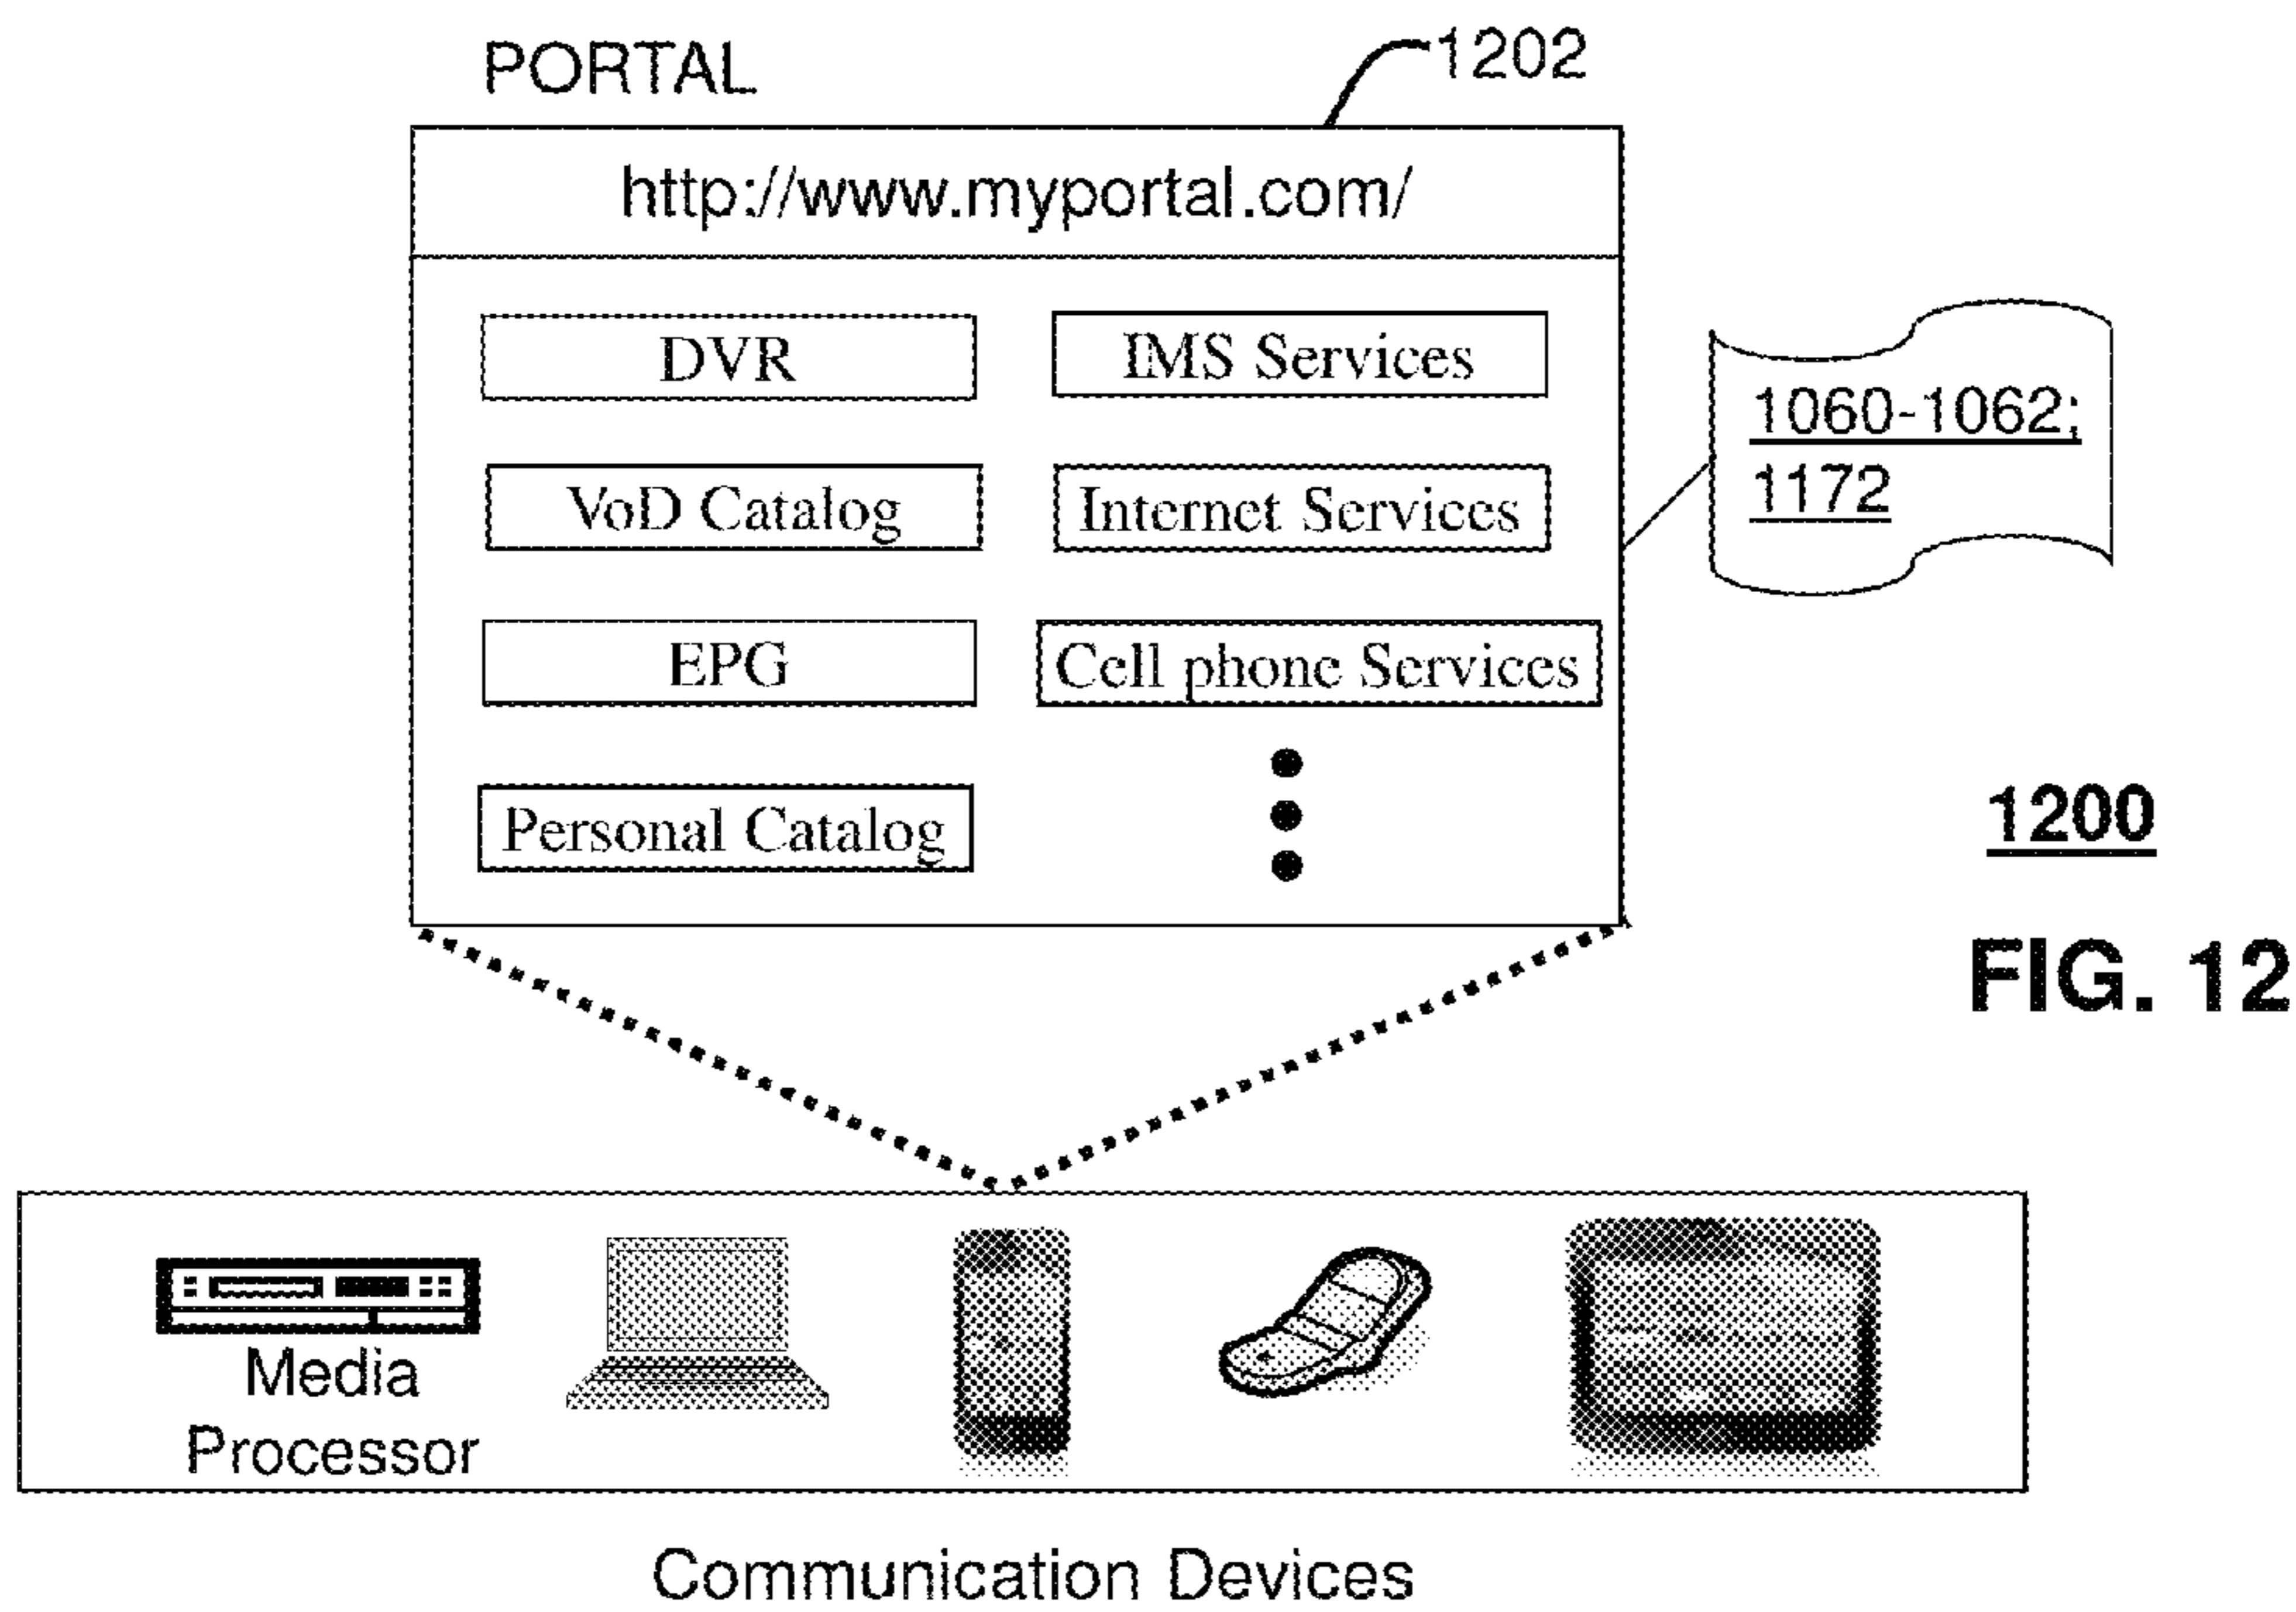 PORTAL
1202
http://www.myportal.com/
DVR
IMS Services
VoD Catalog
Internet Services
EPG
Cell phone Services
Personal Catalog
1060-1062;
1172
1200
FIG. 12
Media
Processor
Communication Devices